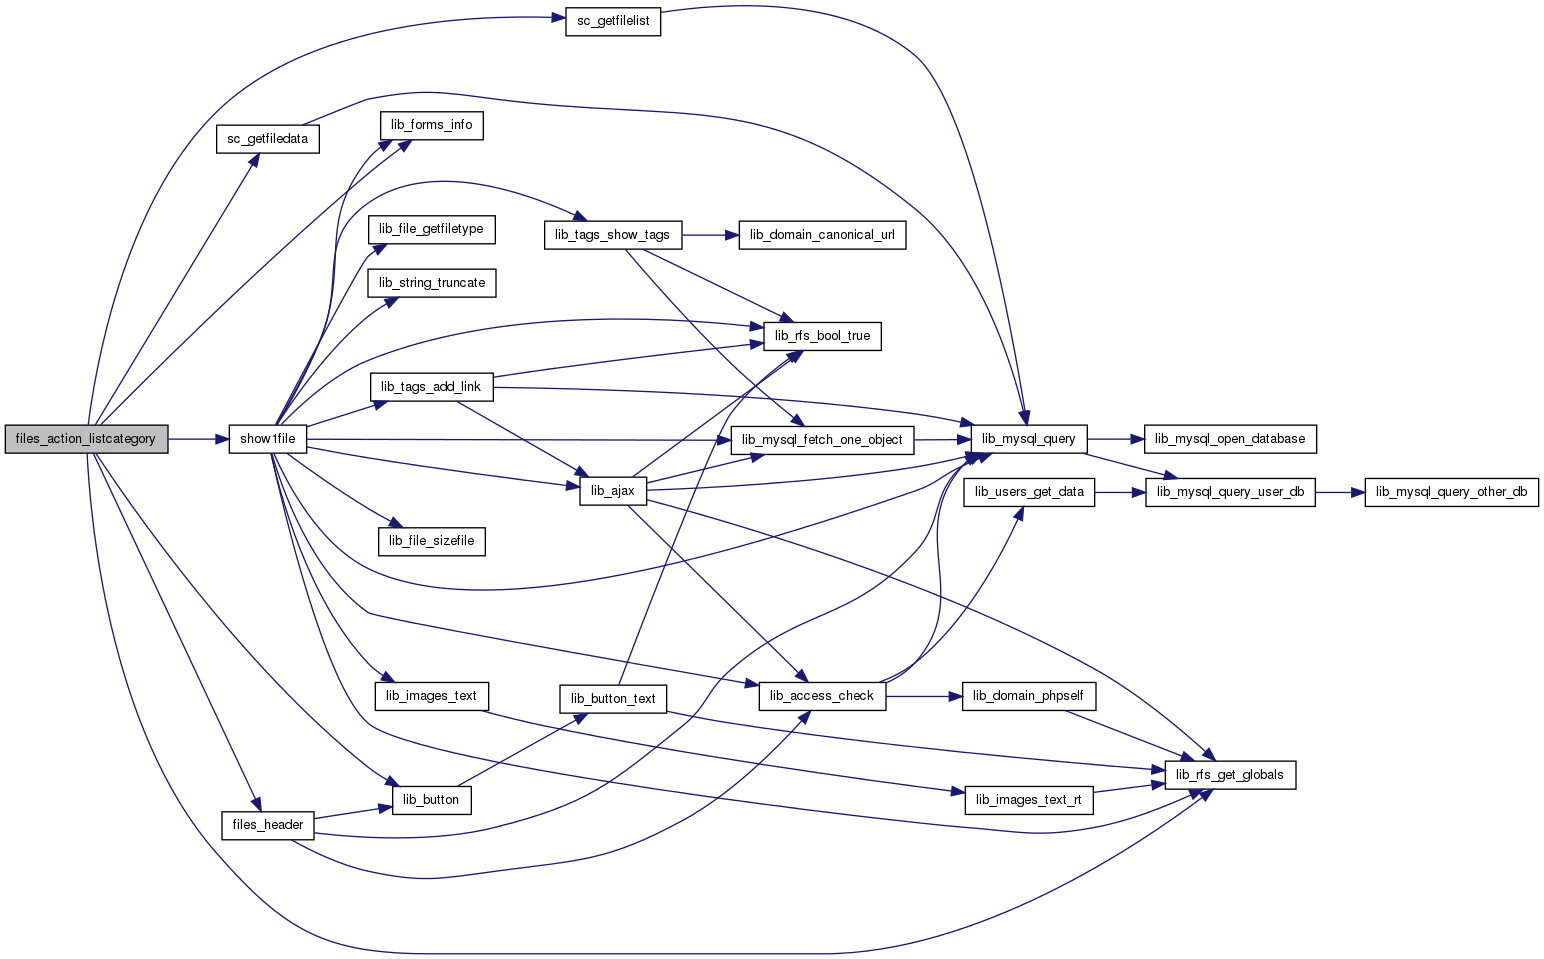 sc_getfilelist
lib_forms_info
sc_getfiledata
lib_file_getfiletype
lib_tags_show_tags
lib_domain_canonical_url
lib_string_truncate
lib_rfs_bool_true
lib_tags_add_link
files_action_listcategory
show1file
lib_mysql_fetch_one_object
lib_mysql_query
lib_mysql_open_database
lib_ajax
lib_users_get_data
lib_mysql_query_user_db
lib_mysql_query_other_db
lib_file_sizefile
lib_images_text
lib_button_text
lib_access_check
lib_domain_phpself
lib_rfs_get_globals
lib_button
lib_images_text_rt
files_header